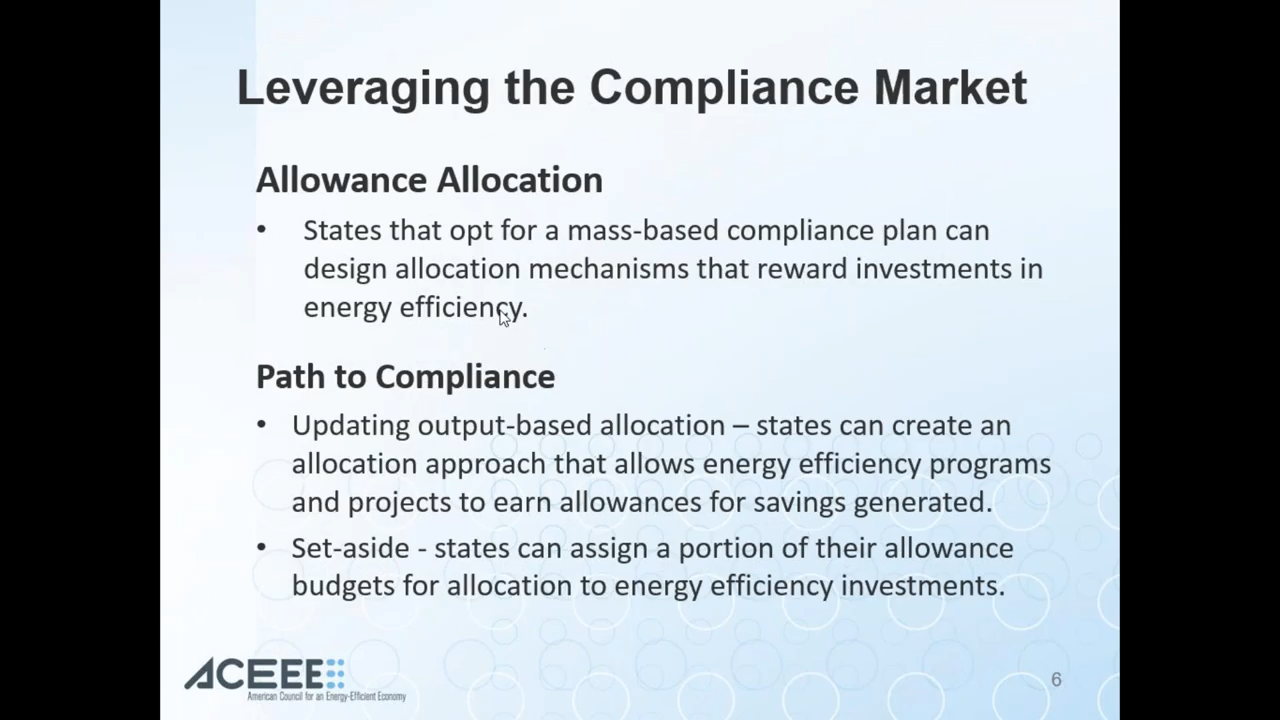 Leveraging the Compliance Market
Allowance Allocation
• States that opt for a mass-based compliance plan can
design allocation mechanisms that reward investments in
energy efficiency.
Path to Compliance
• Updating output-based allocation – states can create an
allocation approach that allows energy efficiency programs
and projects to earn allowances for savings generated.
• Set-aside - states can assign a portion of their allowance
budgets for allocation to energy efficiency investments.
ACEEE
American Council for an Energy-Efficient Economy
6